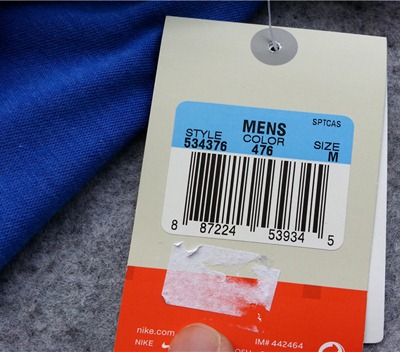 SPTCAS
STYLE MENS SIZE
534376 COLOR M
476
8 87224 53934 5
nike.com IM# 442464
NIKE